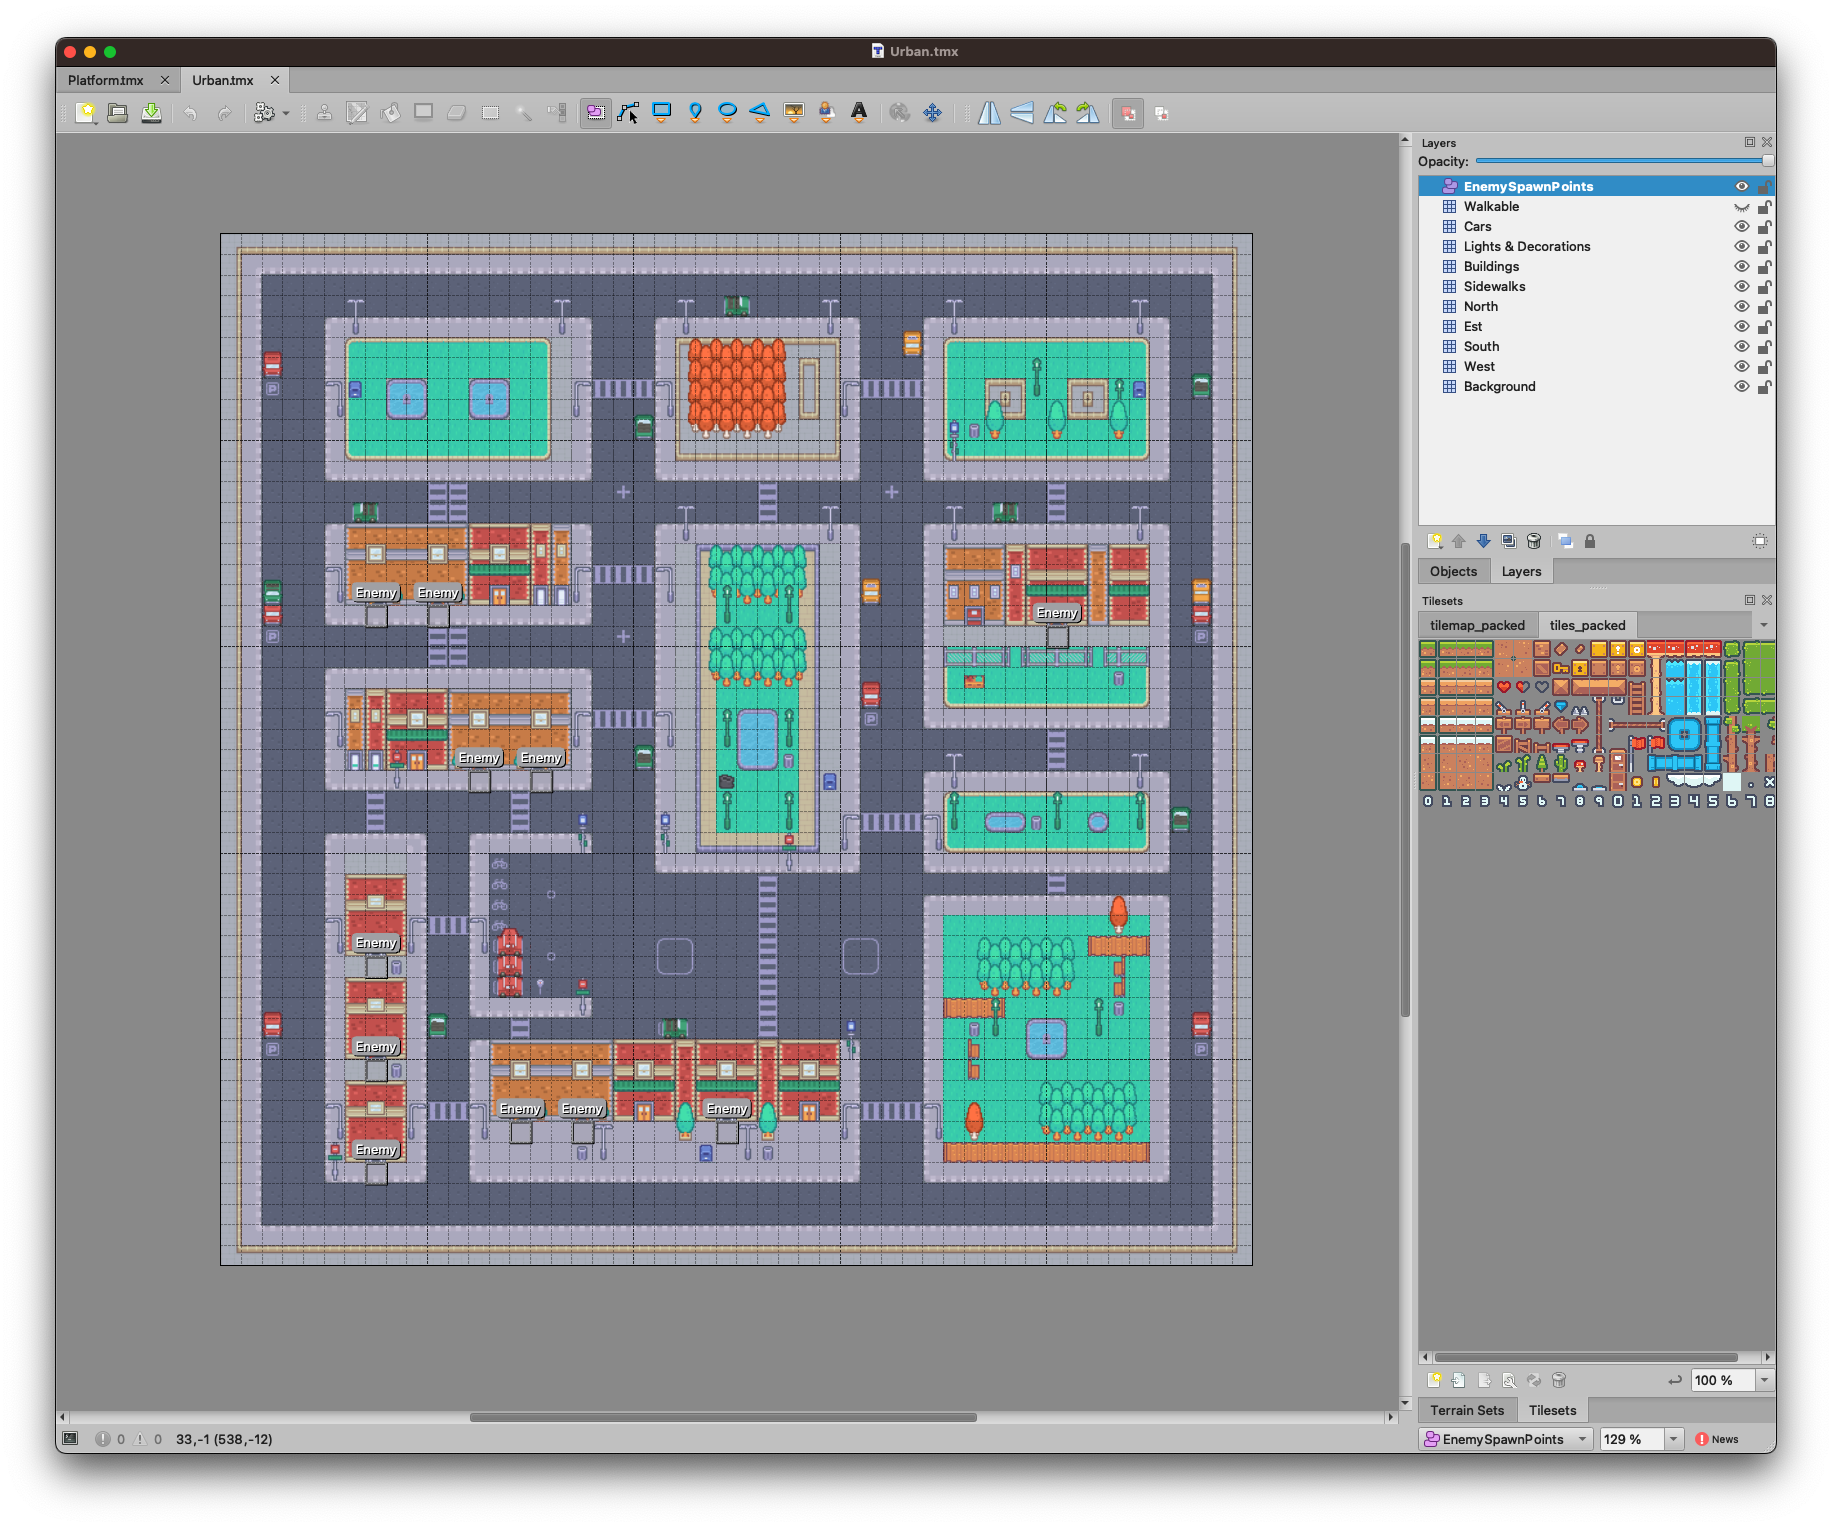 Urban.tmx
Platform.tmx
Urban.tmx
Layers
Opacity:
EnemySpawnPoints
Walkable
Cars
Lights & Decorations
Buildings
Sidewalks
North
Est
South
West
Background
Objects
Layers
Tilesets
tilemap_packed
tiles_packed
0 1 2 3 4 5 6 7 8 9 0 1 2 3 4 5 6 7 8
P
Enemy
Enemy
Enemy
P
P
P
Enemy
Enemy
Enemy
P
Enemy
P
Enemy
Enemy
Enemy
Enemy
100 %
Terrain Sets
Tilesets
0
0
33,-1 (538,-12)
EnemySpawnPoints
129 %
News